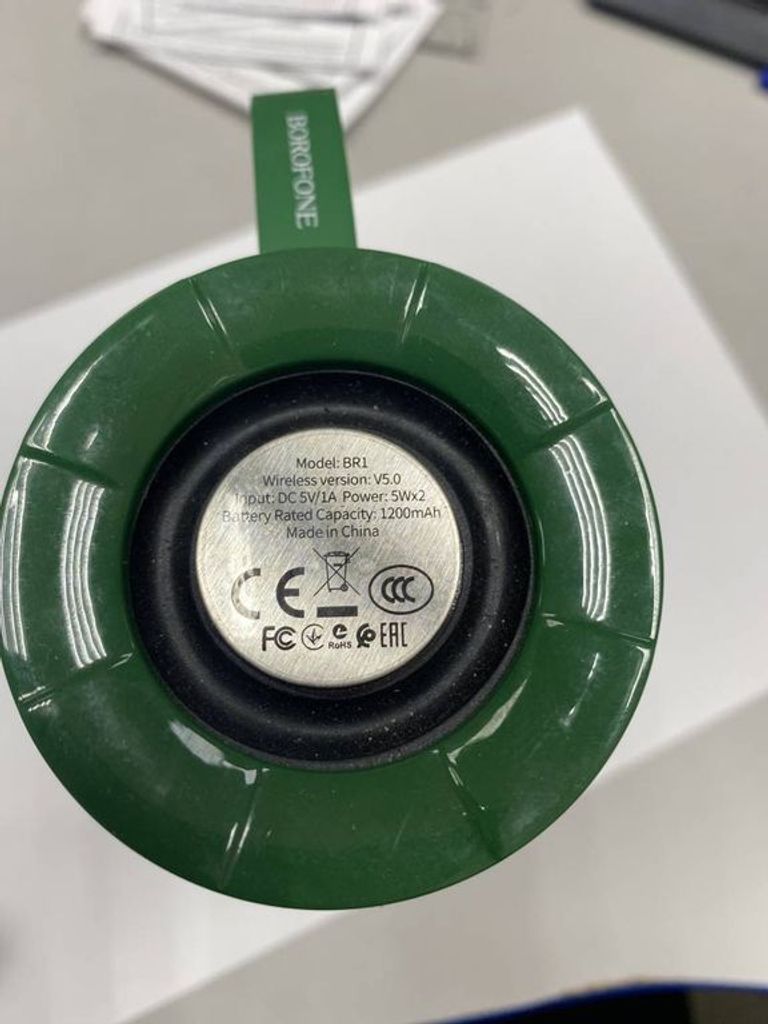 BOROFONE
Model: BR1
Wireless version: V5.0
Input: DC 5V/1A Power: 5Wx2
Battery Rated Capacity: 1200mAh
Made in China
CE CCC
FC RoHS EAC